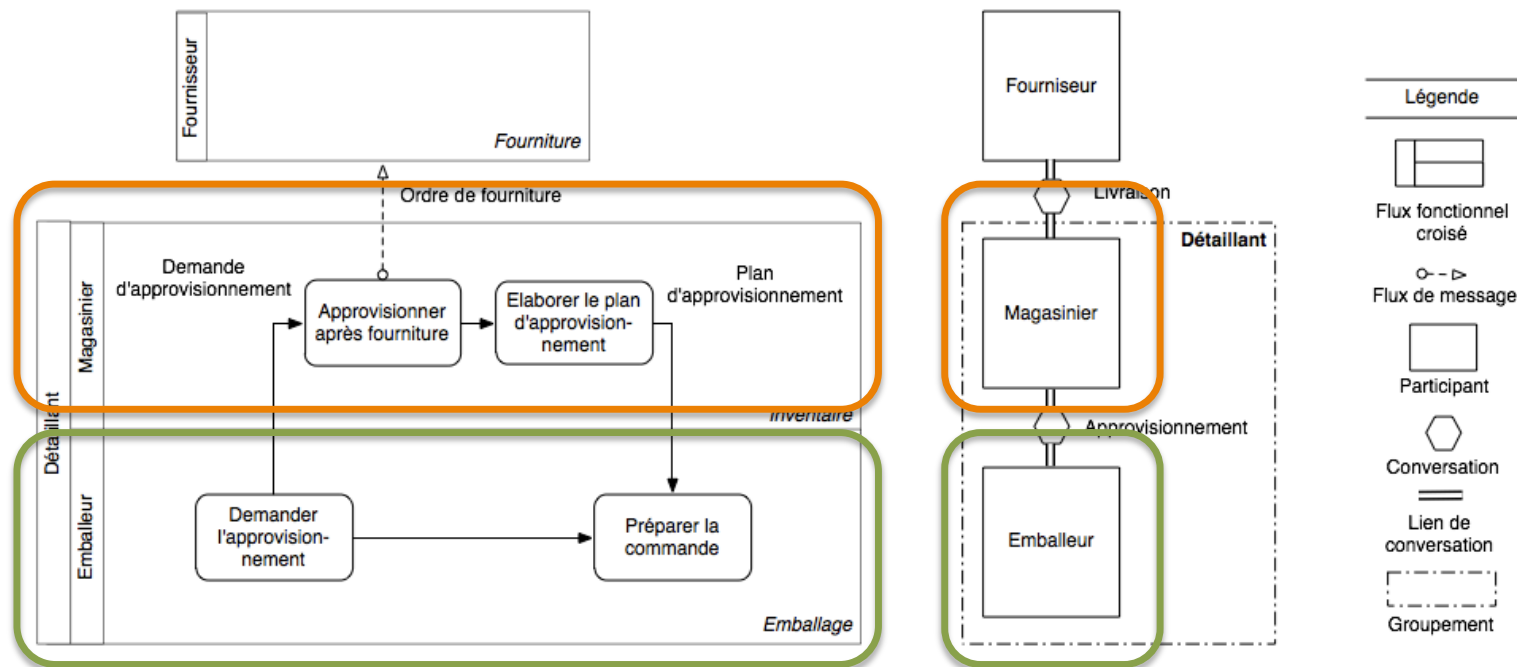 Fournisseur
Fourniture
Ordre de fourniture
Détaillant
Magasinier
Demande
d'approvisionnement
Approvisionner
après fourniture
Elaborer le plan
d'approvision-
nement
Plan
d'approvisionnement
Inventaire
Emballeur
Demander
l'approvision-
nement
Préparer la
commande
Emballage
Fourniseur
Livraison
Détaillant
Magasinier
Approvisionnement
Emballeur
Légende
Flux fonctionnel
croisé
Flux de message
Participant
Conversation
Lien de
conversation
Groupement